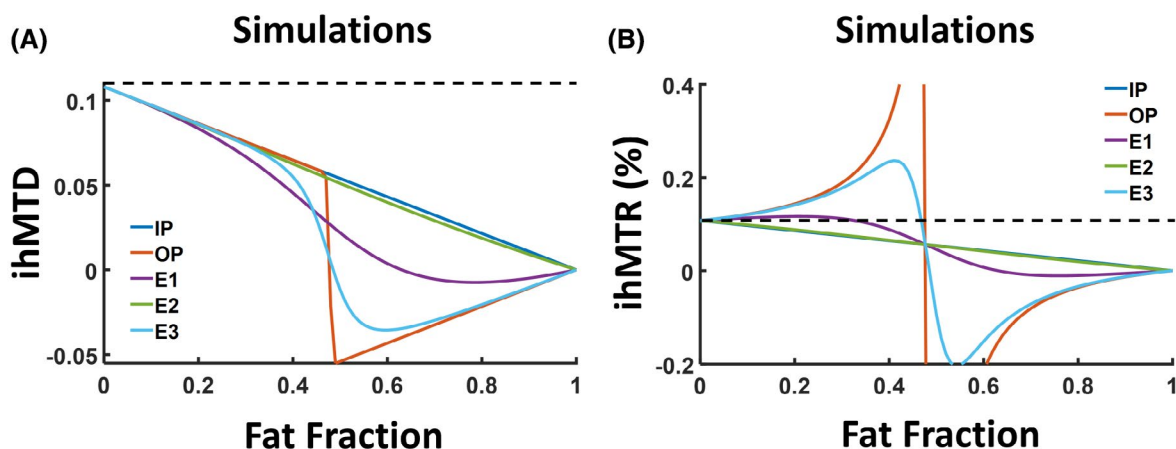 (A)
Simulations
ihMTD
0.1
0.05
0
-0.05
IP
OP
E1
E2
E3
0 0.2 0.4 0.6 0.8 1
Fat Fraction
(B)
Simulations
ihMTR (%)
0.4
0.2
0
-0.2
IP
OP
E1
E2
E3
0 0.2 0.4 0.6 0.8 1
Fat Fraction